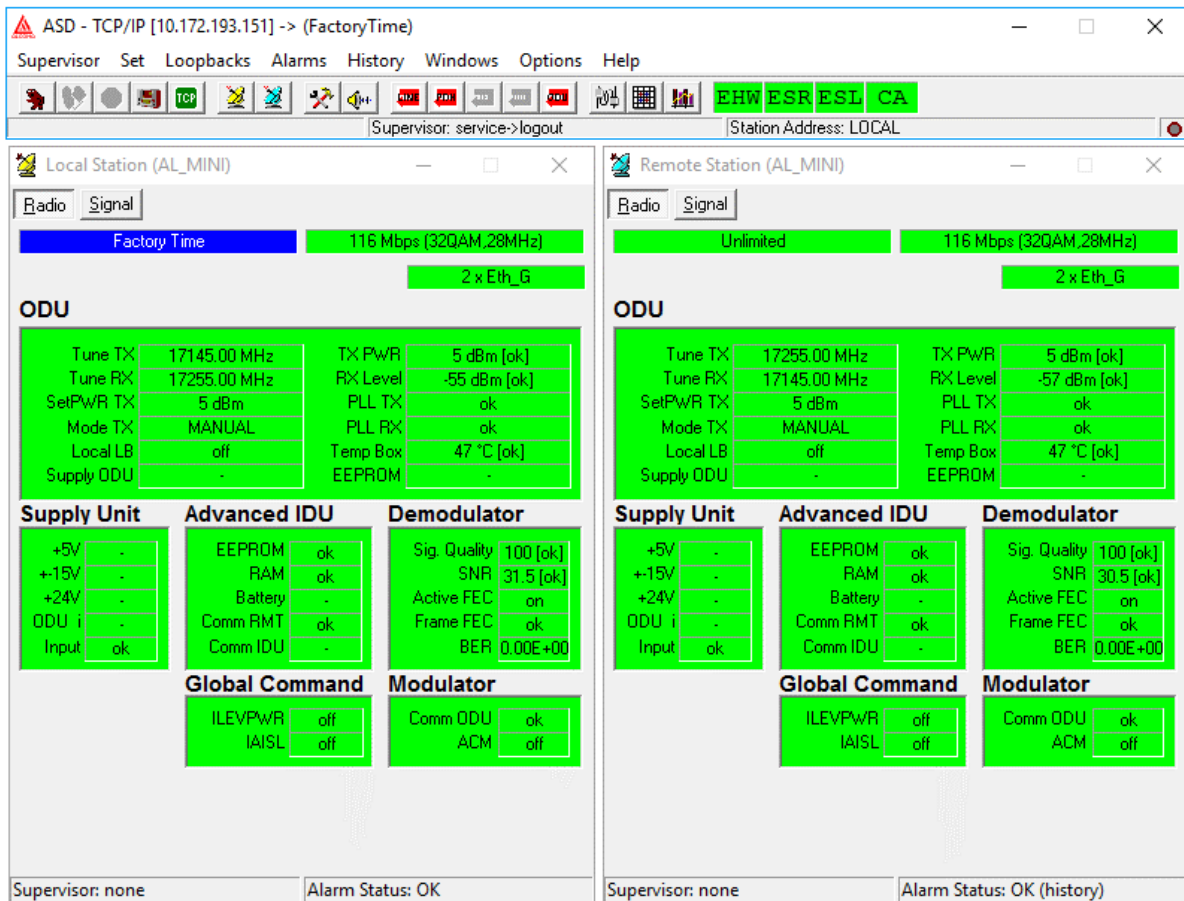 ASD - TCP/IP [10.172.193.151] -> (FactoryTime)
Supervisor Set Loopbacks Alarms History Windows Options Help
TCP EHW ESR ESL CA
Supervisor: service->logout Station Address: LOCAL
Local Station (AL_MINI)
Radio Signal
Factory Time 116 Mbps (32QAM,28MHz)
2 x Eth_G
ODU
Tune TX 17145.00 MHz TX PWR 5 dBm [ok]
Tune RX 17255.00 MHz RX Level -55 dBm [ok]
SetPWR TX 5 dBm PLL TX ok
Mode TX MANUAL PLL RX ok
Local LB off Temp Box 47 °C [ok]
Supply ODU - EEPROM -
Supply Unit Advanced IDU Demodulator
+5V - EEPROM ok Sig. Quality 100 [ok]
+-15V - RAM ok SNR 31.5 [ok]
+24V - Battery - Active FEC on
ODU i - Comm RMT ok Frame FEC ok
Input ok Comm IDU - BER 0.00E+00
Global Command Modulator
ILEVPWR off Comm ODU ok
IAISL off ACM off
Supervisor: none Alarm Status: OK
Remote Station (AL_MINI)
Radio Signal
Unlimited 116 Mbps (32QAM,28MHz)
2 x Eth_G
ODU
Tune TX 17255.00 MHz TX PWR 5 dBm [ok]
Tune RX 17145.00 MHz RX Level -57 dBm [ok]
SetPWR TX 5 dBm PLL TX ok
Mode TX MANUAL PLL RX ok
Local LB off Temp Box 47 °C [ok]
Supply ODU - EEPROM -
Supply Unit Advanced IDU Demodulator
+5V - EEPROM ok Sig. Quality 100 [ok]
+-15V - RAM ok SNR 30.5 [ok]
+24V - Battery - Active FEC on
ODU i - Comm RMT ok Frame FEC ok
Input ok Comm IDU - BER 0.00E+00
Global Command Modulator
ILEVPWR off Comm ODU ok
IAISL off ACM off
Supervisor: none Alarm Status: OK (history)